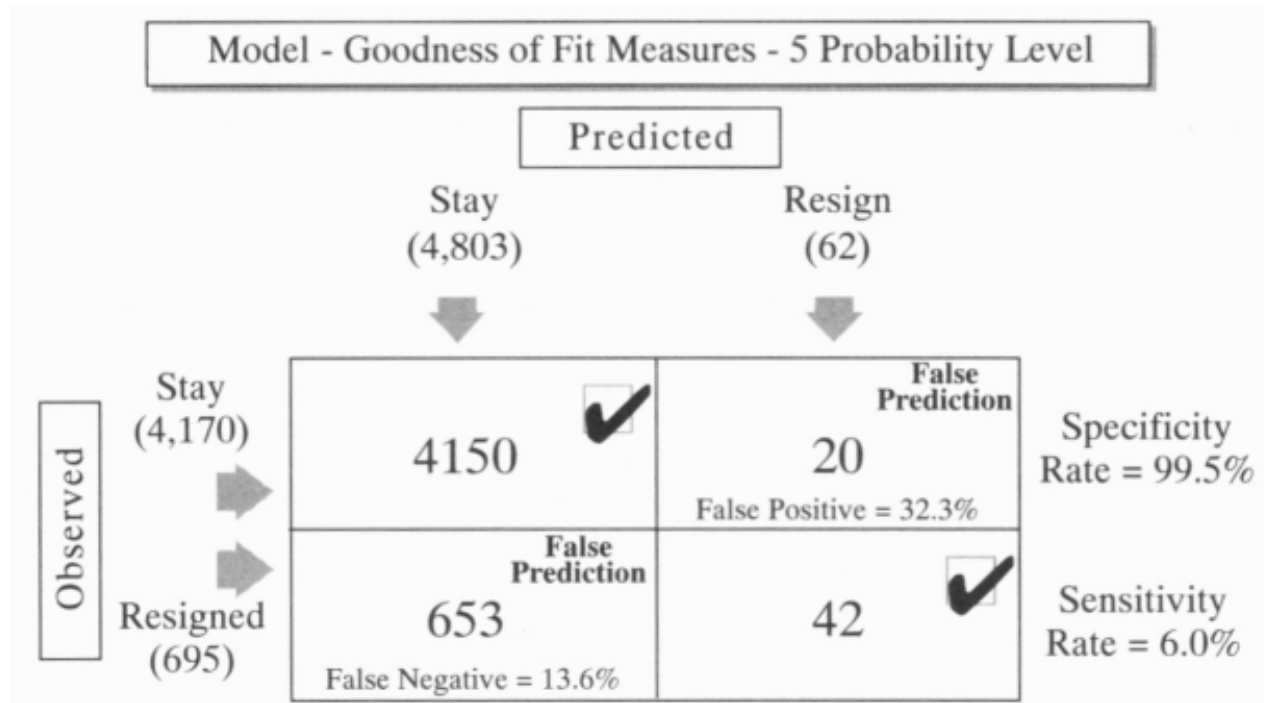 Model - Goodness of Fit Measures - 5 Probability Level
Predicted
Stay
(4,803)
Resign
(62)
Observed
Stay
(4,170)
4150
False
Prediction
20
False Positive = 32.3%
Specificity
Rate = 99.5%
Resigned
(695)
False
Prediction
653
False Negative = 13.6%
42
Sensitivity
Rate = 6.0%